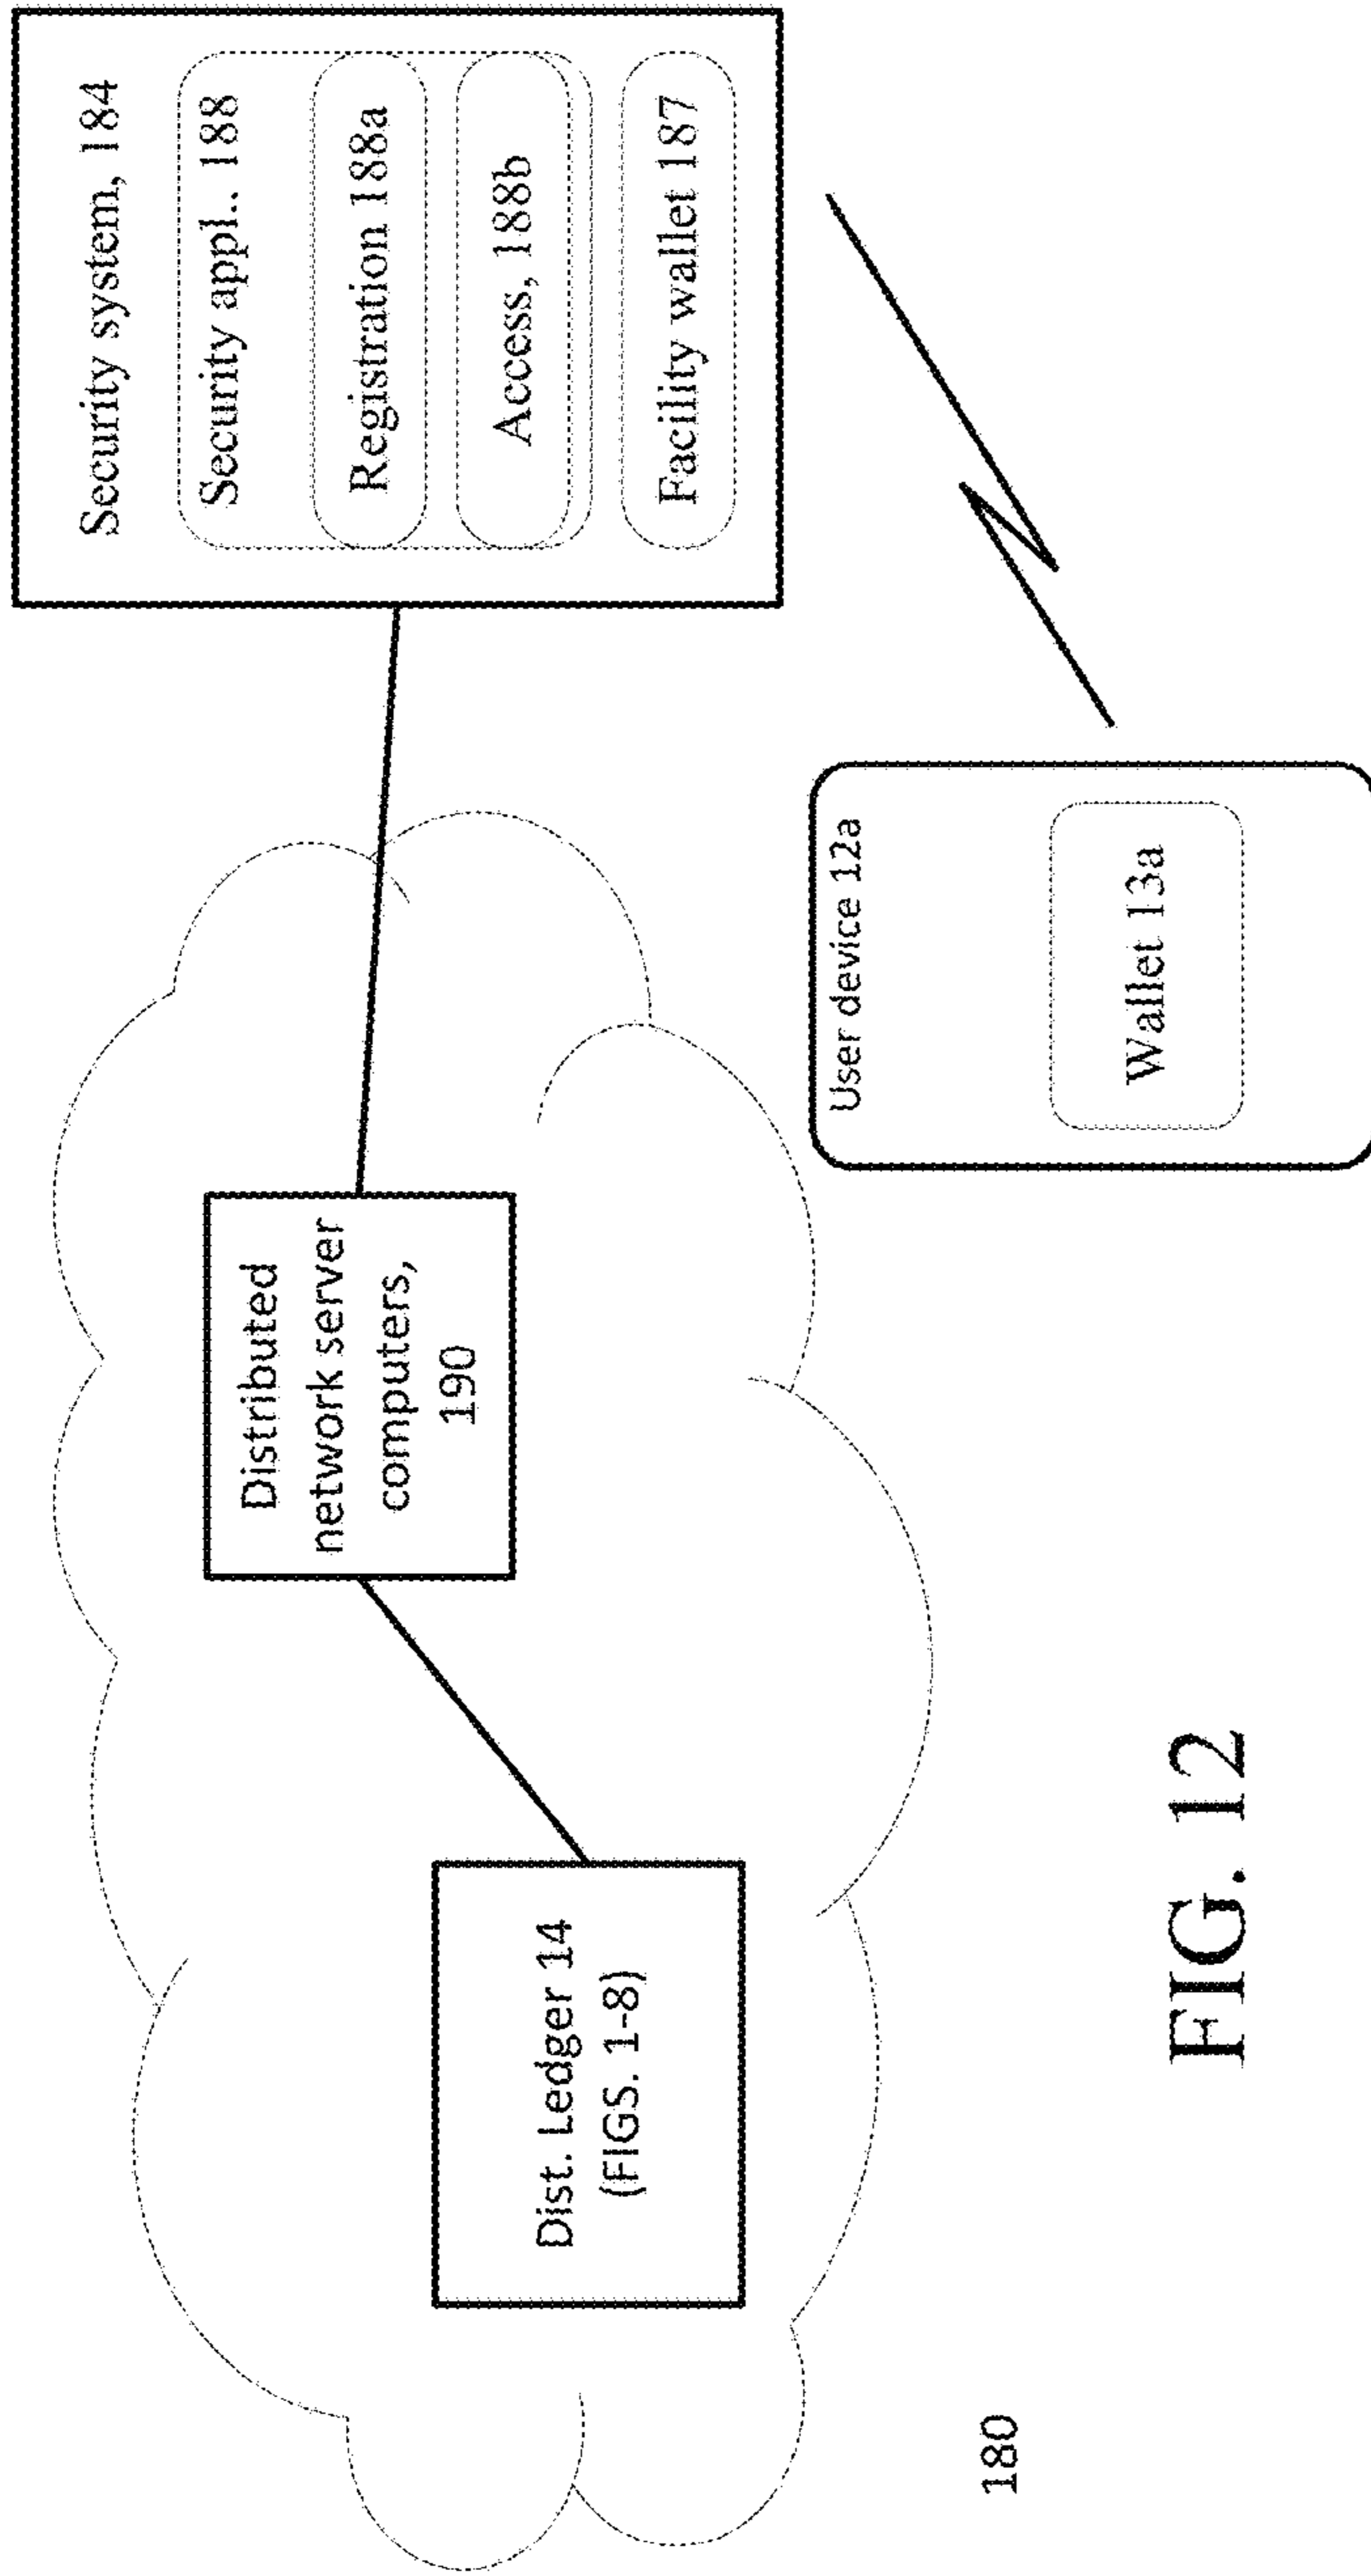 Security system, 184
Security appl.. 188
Registration 188a
Access, 188b
Facility wallet 187
Distributed
network server
computers,
190
Dist. Ledger 14
(FIGS. 1-8)
User device 12a
Wallet 13a
180
FIG. 12